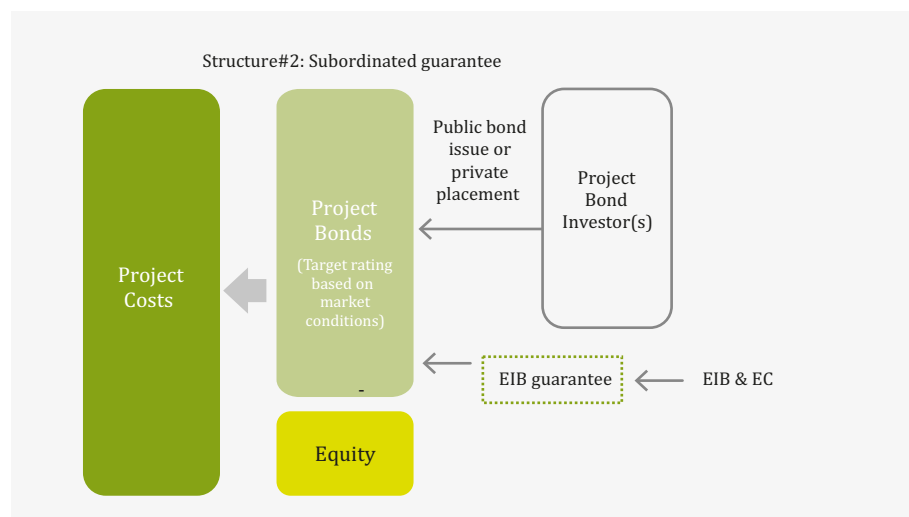 Structure#2: Subordinated guarantee
Project
Costs
Project
Bonds
(Target rating
based on
market
conditions)
-
Equity
Public bond
issue or
private
placement
Project
Bond
Investor(s)
EIB guarantee
EIB & EC